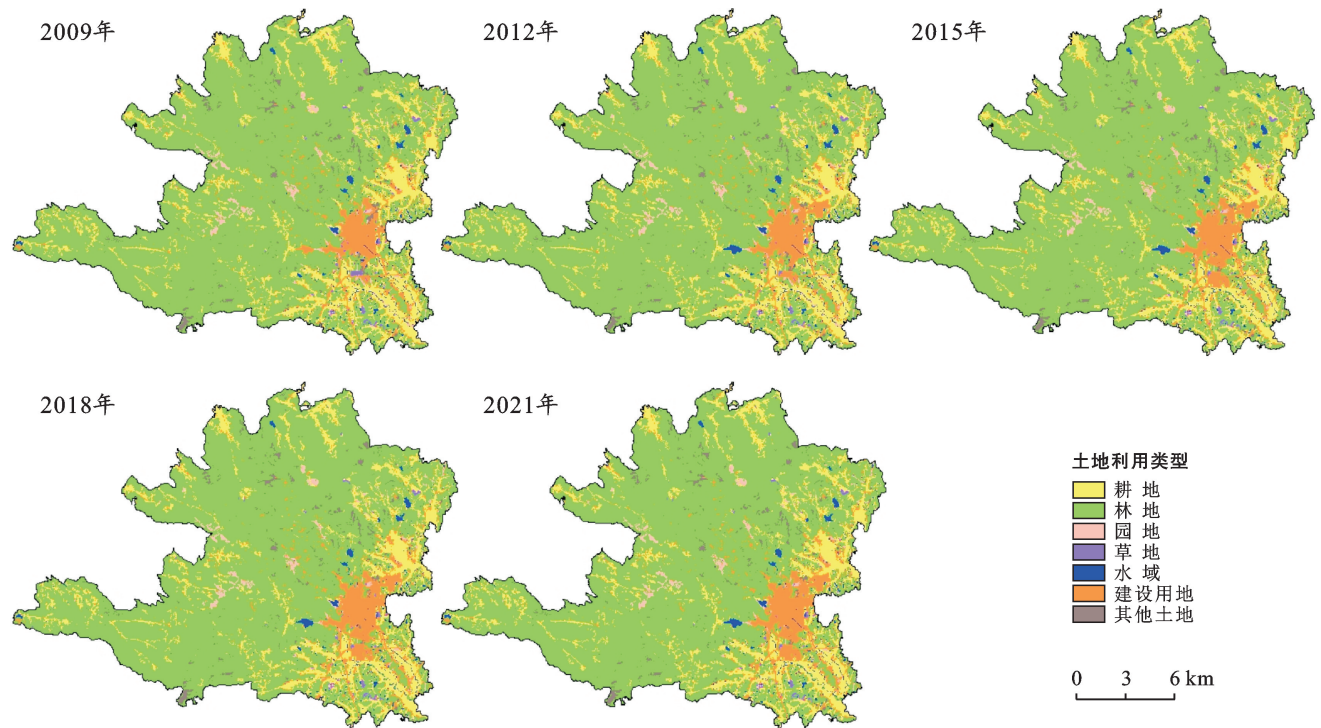 2009年
2012年
2015年
2018年
2021年
土地利用类型
耕 地
林 地
园 地
草 地
水 域
建设用地
其他土地
0 3 6 km